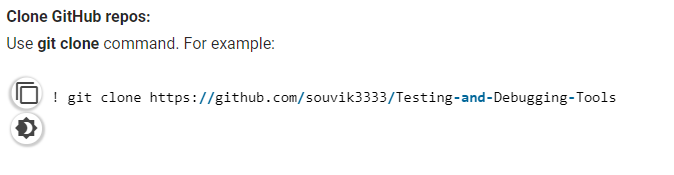 Clone GitHub repos:
Use git clone command. For example:
! git clone https://github.com/souvik3333/Testing-and-Debugging-Tools